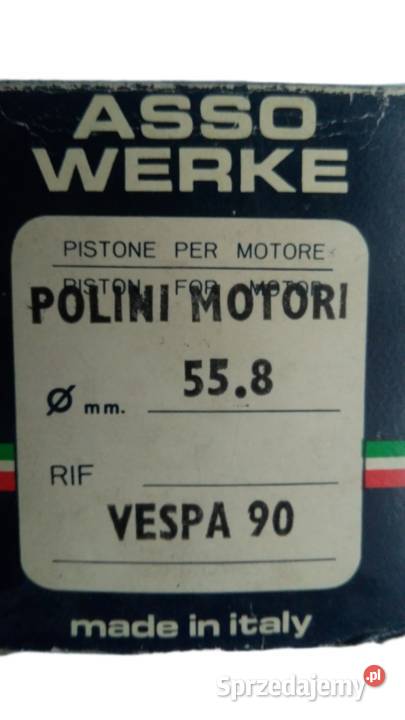 ASSO
WERKE
PISTONE PER MOTORE
PISTON FOR MOTOR
POLINI MOTORI
Ø mm. 55.8
RIF
VESPA 90
made in italy
Sprzedajemy.pl